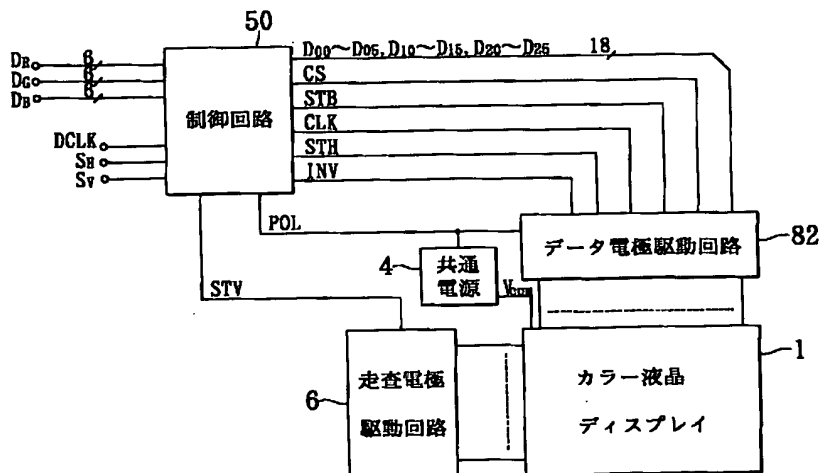 50
D00～D05, D10～D15, D20～D25 18
DR 6
DG 6
DB 6
CS
STB
制御回路
CLK
DCLK
STH
SH
INV
SV
POL
データ電極駆動回路
82
4
共通
電源
Vcom
STV
走査電極
駆動回路
6
カラー液晶
ディスプレイ
1